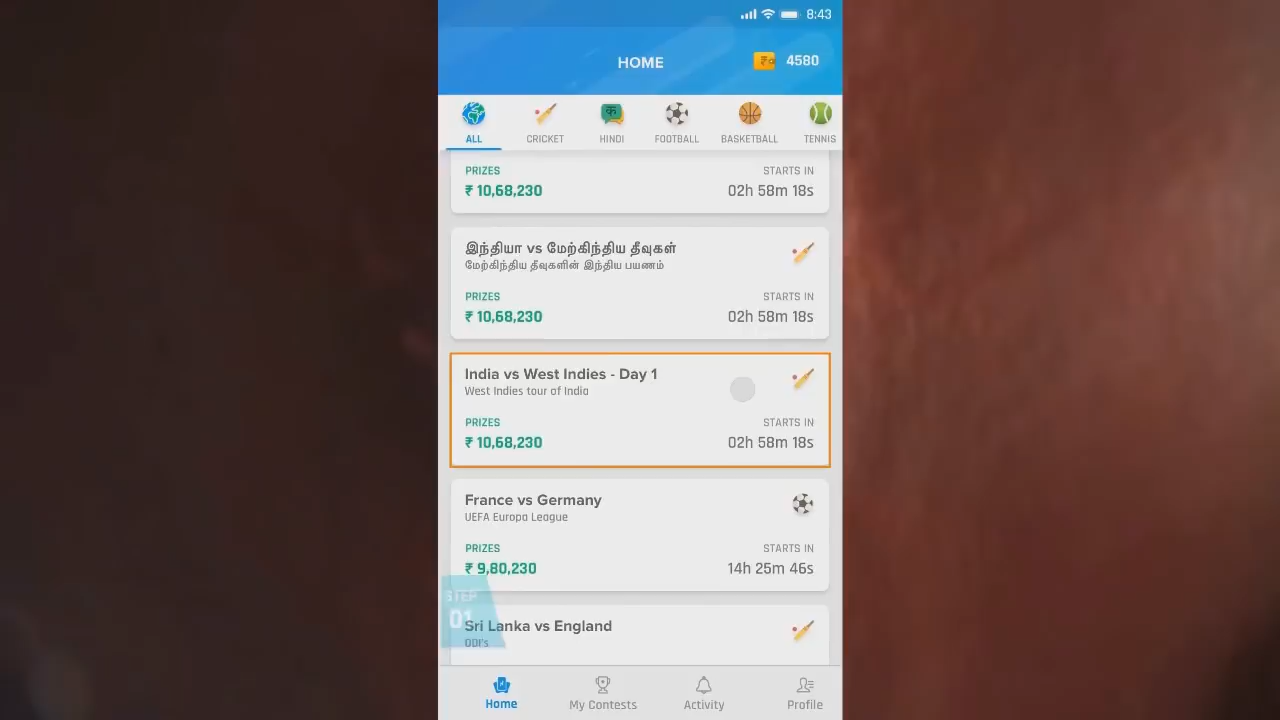 8:43
HOME
4580
ALL
CRICKET
HINDI
FOOTBALL
BASKETBALL
TENNIS
PRIZES
STARTS IN
₹ 10,68,230
02h 58m 18s
இந்தியா vs மேற்கிந்திய தீவுகள்
மேற்கிந்திய தீவுகளின் இந்திய பயணம்
PRIZES
STARTS IN
₹ 10,68,230
02h 58m 18s
India vs West Indies - Day 1
West Indies tour of India
PRIZES
STARTS IN
₹ 10,68,230
02h 58m 18s
France vs Germany
UEFA Europa League
PRIZES
STARTS IN
₹ 9,80,230
14h 25m 46s
STEP
01
Sri Lanka vs England
ODI's
Home
My Contests
Activity
Profile